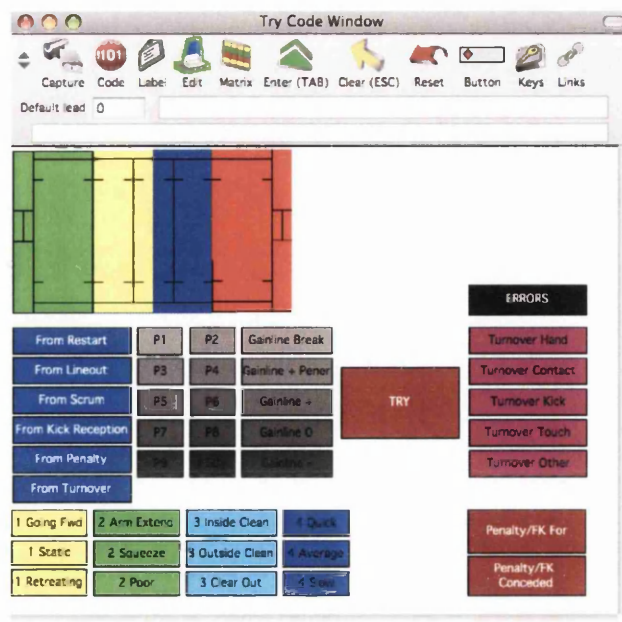 Try Code Window
Capture Code Label Edit Matrix Enter (TAB) Clear (ESC) Reset Button Keys Links
Default lead 0
ERRORS
From Restart P1 P2 Gainline Break Turnover Hand
From Lineout P3 P4 Gainline + Pener Turnover Contact
From Scrum P5 P6 Gainline + TRY Turnover Kick
From Kick Reception P7 P8 Gainline 0 Turnover Touch
From Penalty P9 Gainline - Turnover Other
From Turnover
1 Going Fwd 2 Arm Extend 3 Inside Clean 4 Quick Penalty/FK For
1 Static 2 Squeeze 3 Outside Clean 4 Average
1 Retreating 2 Poor 3 Clear Out 4 Slow Penalty/FK
Conceded